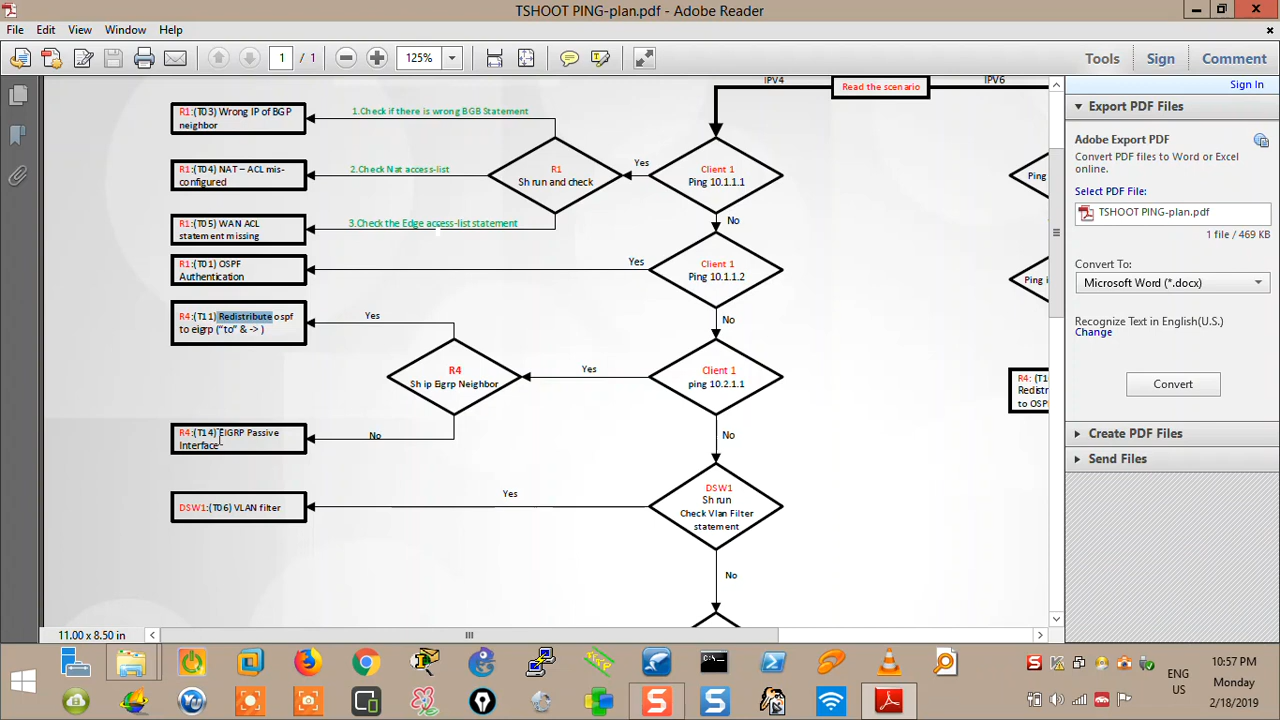 TSHOOT PING-plan.pdf - Adobe Reader
File Edit View Window Help
1 / 1
125%
Tools Sign Comment
IPV4
Read the scenario
IPV6
Sign In
Export PDF Files
Adobe Export PDF
Convert PDF files to Word or Excel
online.
Select PDF File:
TSHOOT PING-plan.pdf
1 file / 469 KB
Convert To:
Microsoft Word (*.docx)
Recognize Text in English(U.S.)
Change
Convert
Create PDF Files
Send Files
R1:(T03) Wrong IP of BGP
neighbor
1.Check if there is wrong BGB Statement
R1:(T04) NAT – ACL mis-
configured
2.Check Nat access-list
R1
Sh run and check
Yes
Client 1
Ping 10.1.1.1
Ping
R1:(T05) WAN ACL
statement missing
3.Check the Edge access-list statement
No
R1:(T01) OSPF
Authentication
Yes
Client 1
Ping 10.1.1.2
Ping i
No
R4:(T11) Redistribute ospf
to eigrp ("to" & -> )
Yes
R4
Sh ip Eigrp Neighbor
Yes
Client 1
ping 10.2.1.1
R4: (T1
Redistr
to OSP
R4:(T14) EIGRP Passive
Interface
No
No
DSW1:(T06) VLAN filter
Yes
DSW1
Sh run
Check Vlan Filter
statement
No
11.00 x 8.50 in
ENG
US
10:57 PM
Monday
2/18/2019